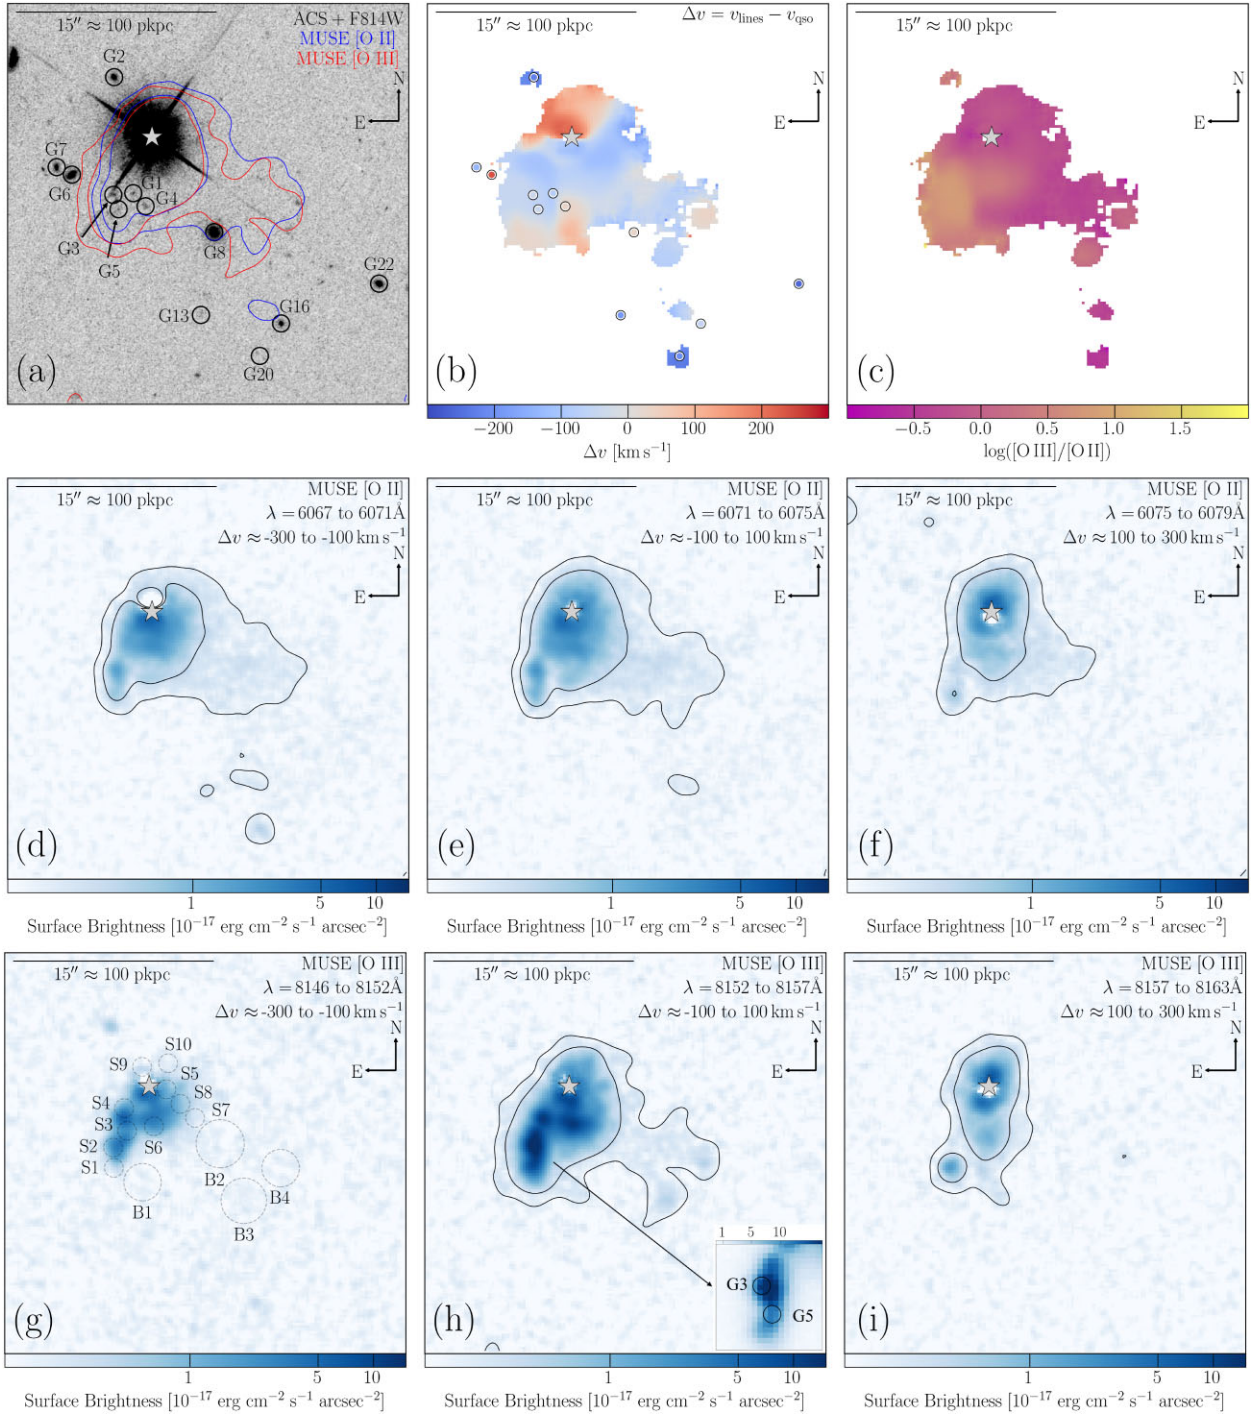 15″ ≈ 100 pkpc
ACS + F814W
MUSE [O II]
MUSE [O III]
G2
N
E
G7
G6
G1
G4
G3
G5
G8
G22
G13
G16
G20
(a)
Δv = v_lines − v_qso
15″ ≈ 100 pkpc
N
E
(b)
−200 −100 0 100 200
Δv [km s⁻¹]
15″ ≈ 100 pkpc
N
E
(c)
−0.5 0.0 0.5 1.0 1.5
log([O III]/[O II])
MUSE [O II]
15″ ≈ 100 pkpc
λ = 6067 to 6071Å
Δv ≈ -300 to -100 km s⁻¹
N
E
(d)
1 5 10
Surface Brightness [10⁻¹⁷ erg cm⁻² s⁻¹ arcsec⁻²]
MUSE [O II]
15″ ≈ 100 pkpc
λ = 6071 to 6075Å
Δv ≈ -100 to 100 km s⁻¹
N
E
(e)
1 5 10
Surface Brightness [10⁻¹⁷ erg cm⁻² s⁻¹ arcsec⁻²]
MUSE [O II]
15″ ≈ 100 pkpc
λ = 6075 to 6079Å
Δv ≈ 100 to 300 km s⁻¹
N
E
(f)
1 5 10
Surface Brightness [10⁻¹⁷ erg cm⁻² s⁻¹ arcsec⁻²]
MUSE [O III]
15″ ≈ 100 pkpc
λ = 8146 to 8152Å
Δv ≈ -300 to -100 km s⁻¹
N
E
S10
S9
S5
S8
S4
S7
S3
S6
S2
S1
B2
B1
B4
B3
(g)
1 5 10
Surface Brightness [10⁻¹⁷ erg cm⁻² s⁻¹ arcsec⁻²]
MUSE [O III]
15″ ≈ 100 pkpc
λ = 8152 to 8157Å
Δv ≈ -100 to 100 km s⁻¹
N
E
1 5 10
G3
G5
(h)
1 5 10
Surface Brightness [10⁻¹⁷ erg cm⁻² s⁻¹ arcsec⁻²]
MUSE [O III]
15″ ≈ 100 pkpc
λ = 8157 to 8163Å
Δv ≈ 100 to 300 km s⁻¹
N
E
(i)
1 5 10
Surface Brightness [10⁻¹⁷ erg cm⁻² s⁻¹ arcsec⁻²]